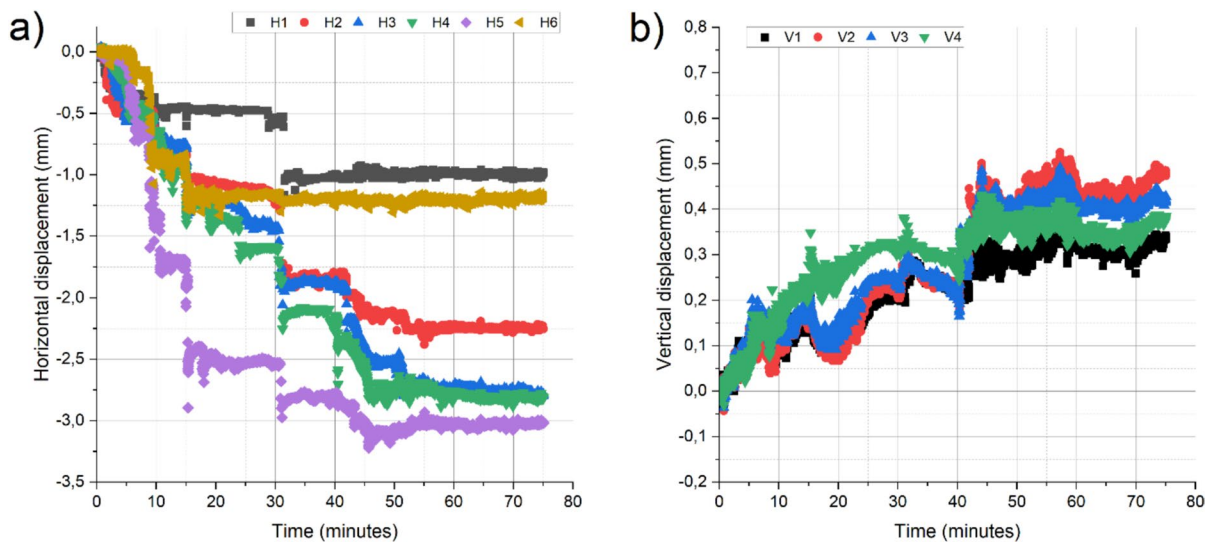 a)
H1 H2 H3 H4 H5 H6
0,0
-0,5
-1,0
-1,5
-2,0
-2,5
-3,0
-3,5
Horizontal displacement (mm)
0 10 20 30 40 50 60 70 80
Time (minutes)
b)
V1 V2 V3 V4
0,8
0,7
0,6
0,5
0,4
0,3
0,2
0,1
0,0
-0,1
-0,2
Vertical displacement (mm)
0 10 20 30 40 50 60 70 80
Time (minutes)